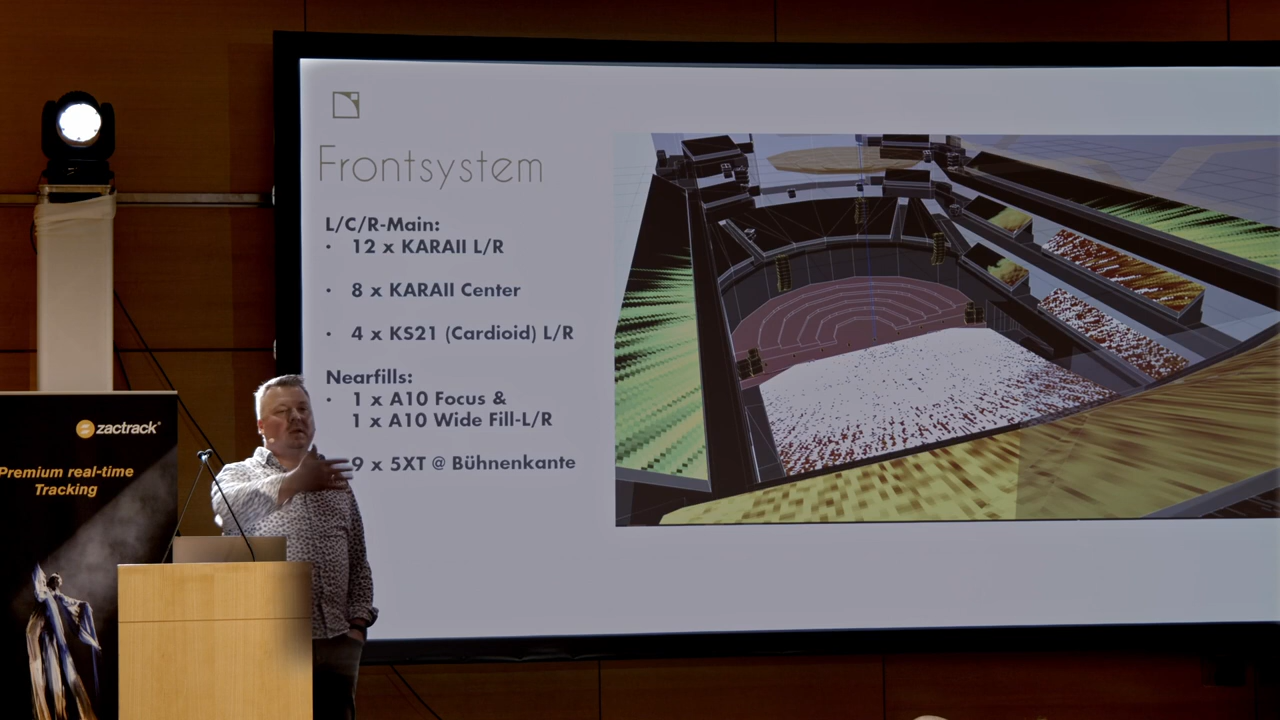 Frontsystem
L/C/R-Main:
• 12 x KARAII L/R
• 8 x KARAII Center
• 4 x KS21 (Cardioid) L/R
Nearfills:
• 1 x A10 Focus &
1 x A10 Wide Fill-L/R
9 x 5XT @ Bühnenkante
zactrack®
Premium real-time
Tracking